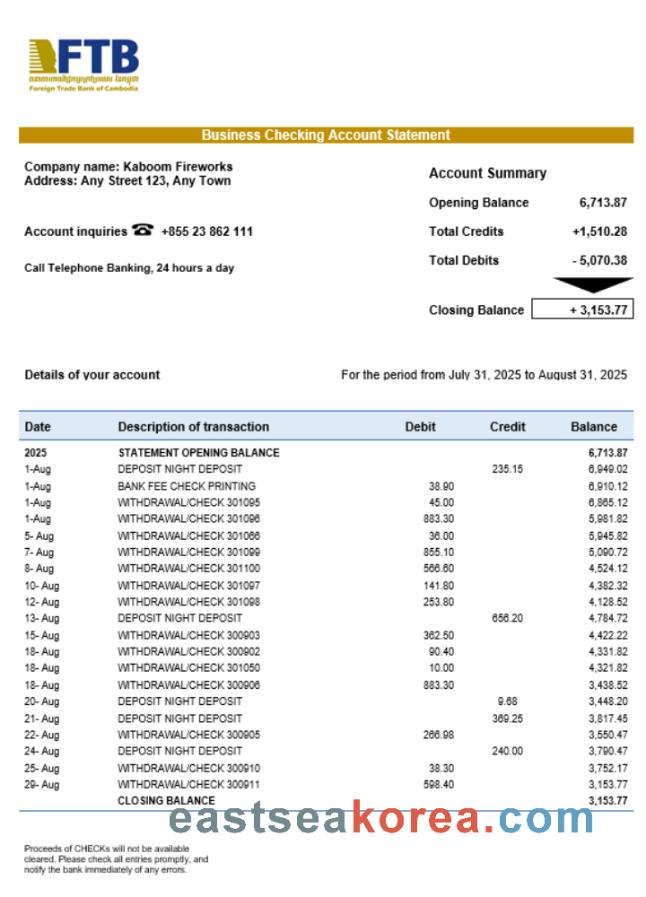 FTB
Foreign Trade Bank of Cambodia
Business Checking Account Statement
Company name: Kaboom Fireworks
Address: Any Street 123, Any Town
Account inquiries ☎ +855 23 862 111
Call Telephone Banking, 24 hours a day
Account Summary
Opening Balance 6,713.87
Total Credits +1,510.28
Total Debits - 5,070.38
Closing Balance + 3,153.77
Details of your account For the period from July 31, 2025 to August 31, 2025
Date Description of transaction Debit Credit Balance
2025 STATEMENT OPENING BALANCE 6,713.87
1-Aug DEPOSIT NIGHT DEPOSIT 235.15 6,949.02
1-Aug BANK FEE CHECK PRINTING 38.90 6,910.12
1-Aug WITHDRAWAL/CHECK 301095 45.00 6,865.12
1-Aug WITHDRAWAL/CHECK 301096 883.30 5,981.82
5- Aug WITHDRAWAL/CHECK 301066 36.00 5,945.82
7- Aug WITHDRAWAL/CHECK 301099 855.10 5,090.72
8- Aug WITHDRAWAL/CHECK 301100 566.60 4,524.12
10- Aug WITHDRAWAL/CHECK 301097 141.80 4,382.32
12- Aug WITHDRAWAL/CHECK 301098 253.80 4,128.52
13- Aug DEPOSIT NIGHT DEPOSIT 656.20 4,784.72
15- Aug WITHDRAWAL/CHECK 300903 362.50 4,422.22
18- Aug WITHDRAWAL/CHECK 300902 90.40 4,331.82
18- Aug WITHDRAWAL/CHECK 301050 10.00 4,321.82
18- Aug WITHDRAWAL/CHECK 300906 883.30 3,438.52
20- Aug DEPOSIT NIGHT DEPOSIT 9.68 3,448.20
21- Aug DEPOSIT NIGHT DEPOSIT 369.25 3,817.45
22- Aug WITHDRAWAL/CHECK 300905 266.98 3,550.47
24- Aug DEPOSIT NIGHT DEPOSIT 240.00 3,790.47
25- Aug WITHDRAWAL/CHECK 300910 38.30 3,752.17
29- Aug WITHDRAWAL/CHECK 300911 598.40 3,153.77
CLOSING BALANCE 3,153.77
eastseakorea.com
Proceeds of CHECKs will not be available
cleared. Please check all entries promptly, and
notify the bank immediately of any errors.